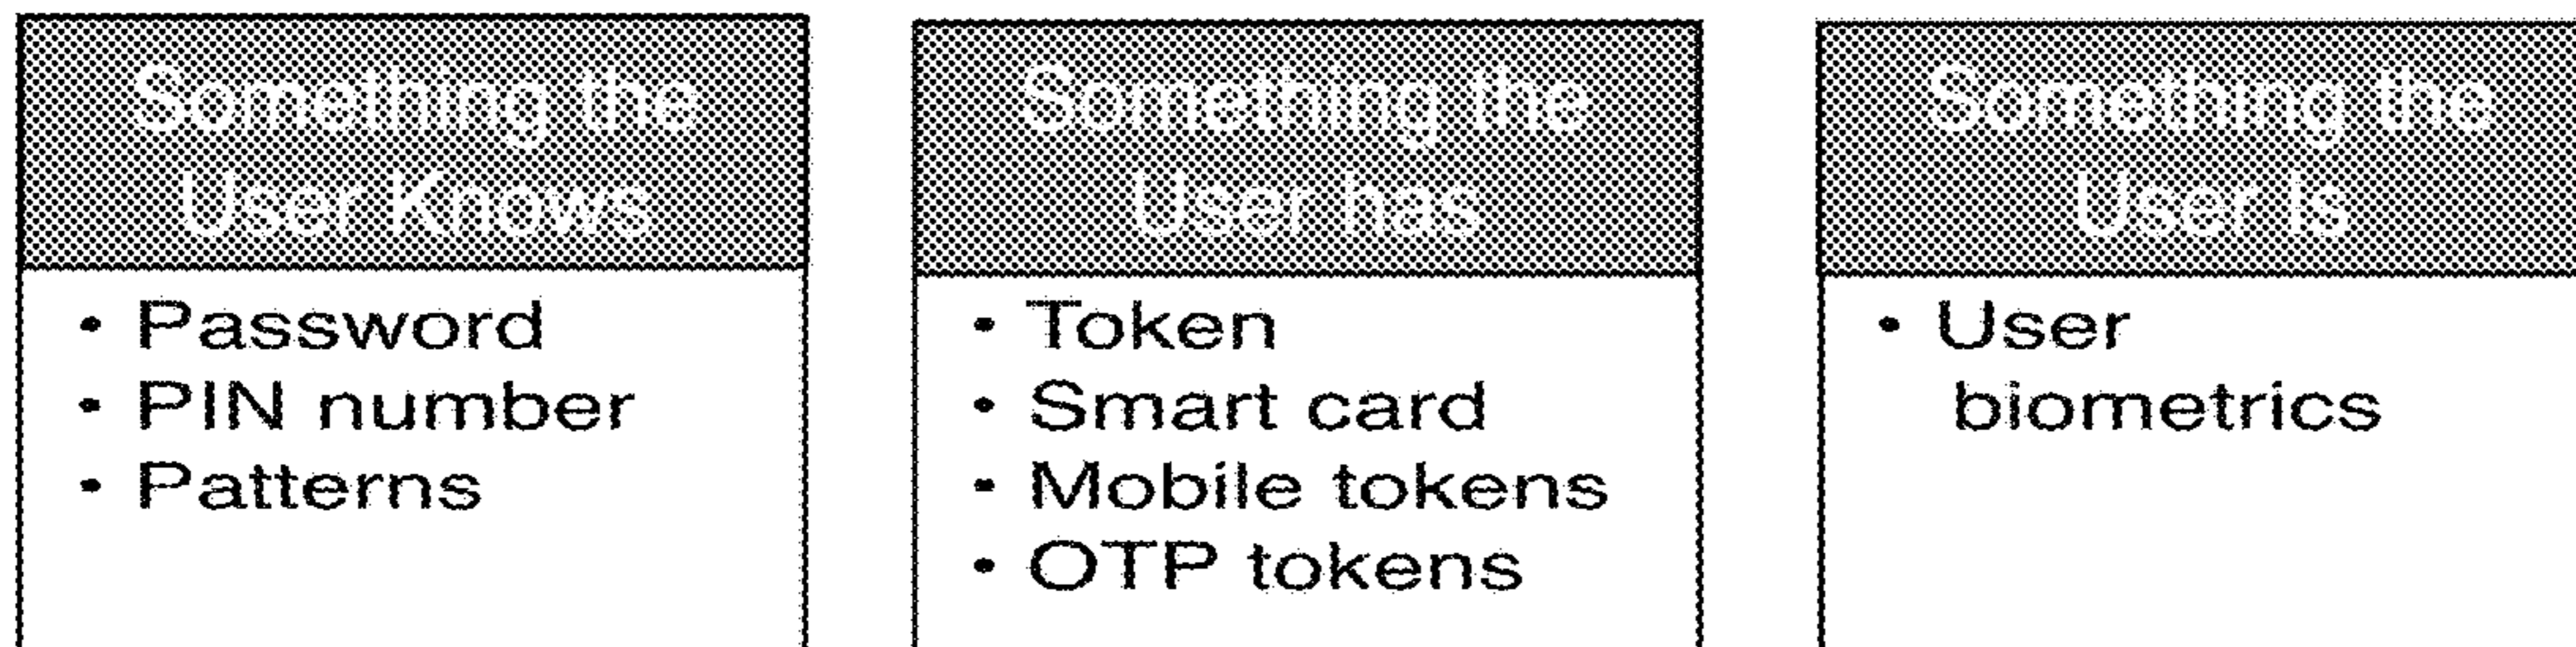 Something the
User Knows
• Password
• PIN number
• Patterns
Something the
User has
• Token
• Smart card
• Mobile tokens
• OTP tokens
Something the
User Is
• User
biometrics